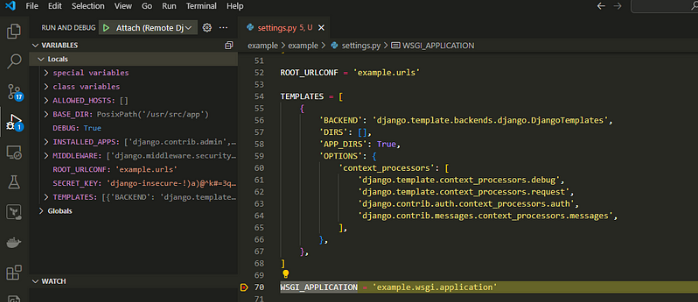 File Edit Selection View Go Run Terminal Help
RUN AND DEBUG Attach (Remote Dj
VARIABLES
Locals
special variables
class variables
ALLOWED_HOSTS: []
BASE_DIR: PosixPath('/usr/src/app')
DEBUG: True
INSTALLED_APPS: ['django.contrib.admin',…
MIDDLEWARE: ['django.middleware.security…
ROOT_URLCONF: 'example.urls'
SECRET_KEY: 'django-insecure-!)a)@^k#=3q…
TEMPLATES: [{'BACKEND': 'django.template…
Globals
WATCH
17
1
settings.py 5, U
example > example > settings.py > WSGI_APPLICATION
51
52 ROOT_URLCONF = 'example.urls'
53
54 TEMPLATES = [
55 {
56 'BACKEND': 'django.template.backends.django.DjangoTemplates',
57 'DIRS': [],
58 'APP_DIRS': True,
59 'OPTIONS': {
60 'context_processors': [
61 'django.template.context_processors.debug',
62 'django.template.context_processors.request',
63 'django.contrib.auth.context_processors.auth',
64 'django.contrib.messages.context_processors.messages',
65 ],
66 },
67 },
68 ]
69
70 WSGI_APPLICATION = 'example.wsgi.application'
71